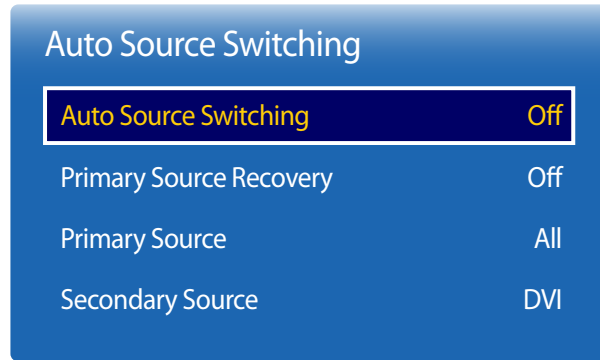 Auto Source Switching
Auto Source Switching Off
Primary Source Recovery Off
Primary Source All
Secondary Source DVI